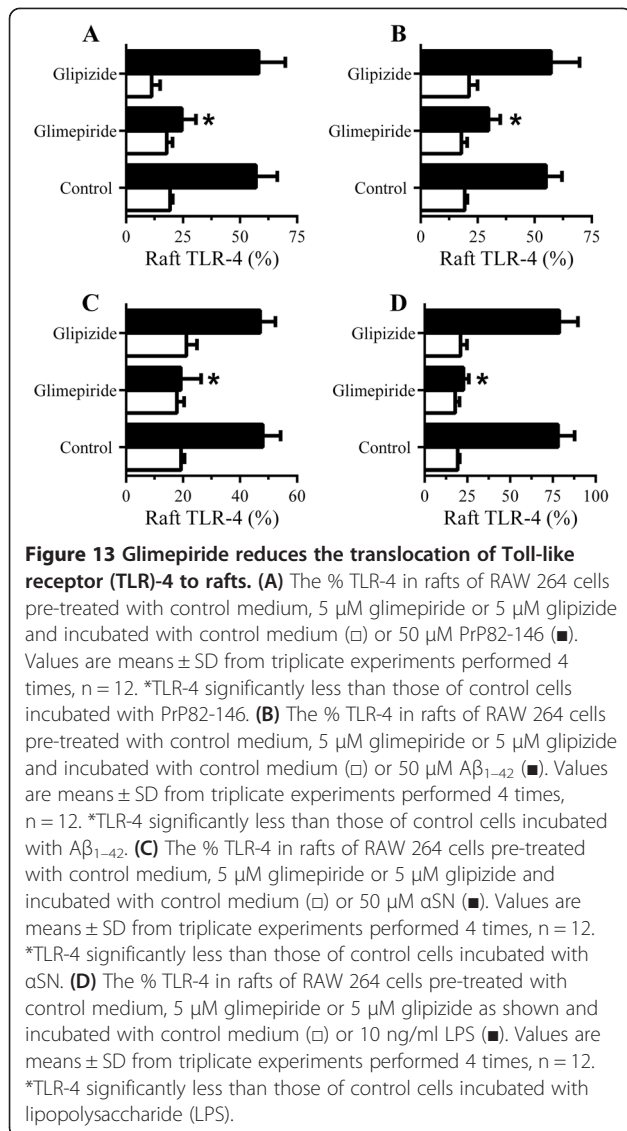 A
Glipizide
Glimepiride
*
Control
0 25 50 75
Raft TLR-4 (%)
B
Glipizide
Glimepiride
*
Control
0 25 50 75
Raft TLR-4 (%)
C
Glipizide
Glimepiride
*
Control
0 20 40 60
Raft TLR-4 (%)
D
Glipizide
Glimepiride
*
Control
0 25 50 75 100
Raft TLR-4 (%)
Figure 13 Glimepiride reduces the translocation of Toll-like
receptor (TLR)-4 to rafts. (A) The % TLR-4 in rafts of RAW 264 cells
pre-treated with control medium, 5 μM glimepiride or 5 μM glipizide
and incubated with control medium (□) or 50 μM PrP82-146 (■).
Values are means ± SD from triplicate experiments performed 4
times, n = 12. *TLR-4 significantly less than those of control cells
incubated with PrP82-146. (B) The % TLR-4 in rafts of RAW 264 cells
pre-treated with control medium, 5 μM glimepiride or 5 μM glipizide
and incubated with control medium (□) or 50 μM Aβ₁₋₄₂ (■). Values
are means ± SD from triplicate experiments performed 4 times,
n = 12. *TLR-4 significantly less than those of control cells incubated
with Aβ₁₋₄₂. (C) The % TLR-4 in rafts of RAW 264 cells pre-treated
with control medium, 5 μM glimepiride or 5 μM glipizide and
incubated with control medium (□) or 50 μM αSN (■). Values are
means ± SD from triplicate experiments performed 4 times, n = 12.
*TLR-4 significantly less than those of control cells incubated with
αSN. (D) The % TLR-4 in rafts of RAW 264 cells pre-treated with
control medium, 5 μM glimepiride or 5 μM glipizide as shown and
incubated with control medium (□) or 10 ng/ml LPS (■). Values are
means ± SD from triplicate experiments performed 4 times, n = 12.
*TLR-4 significantly less than those of control cells incubated with
lipopolysaccharide (LPS).